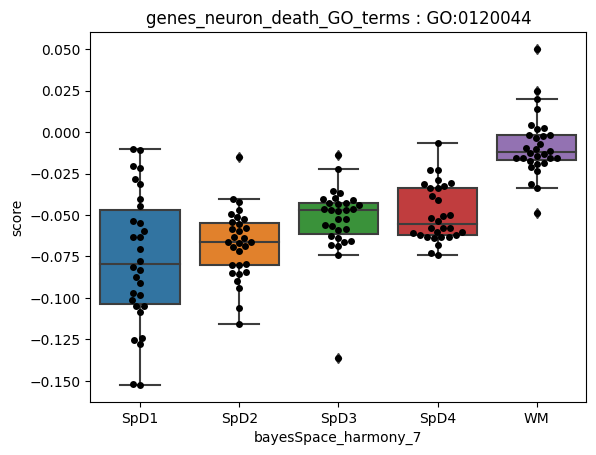 genes_neuron_death_GO_terms : GO:0120044
0.050
0.025
0.000
−0.025
−0.050
−0.075
−0.100
−0.125
−0.150
score
SpD1 SpD2 SpD3 SpD4 WM
bayesSpace_harmony_7